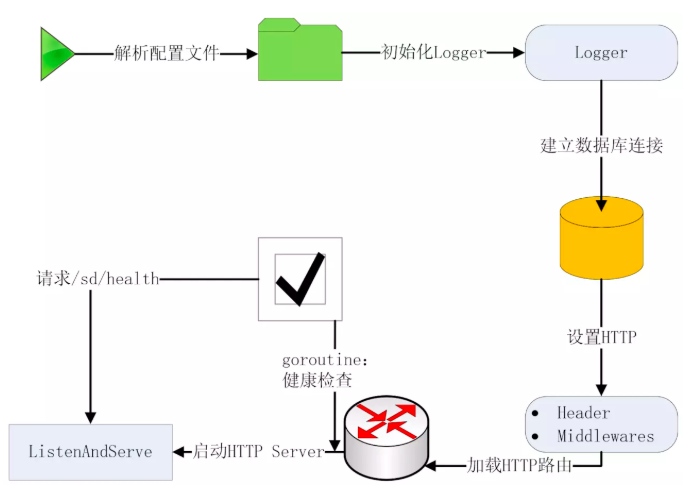 解析配置文件
初始化Logger
Logger
建立数据库连接
请求/sd/health
设置HTTP
goroutine：
健康检查
Header
Middlewares
ListenAndServe
启动HTTP Server
加载HTTP路由